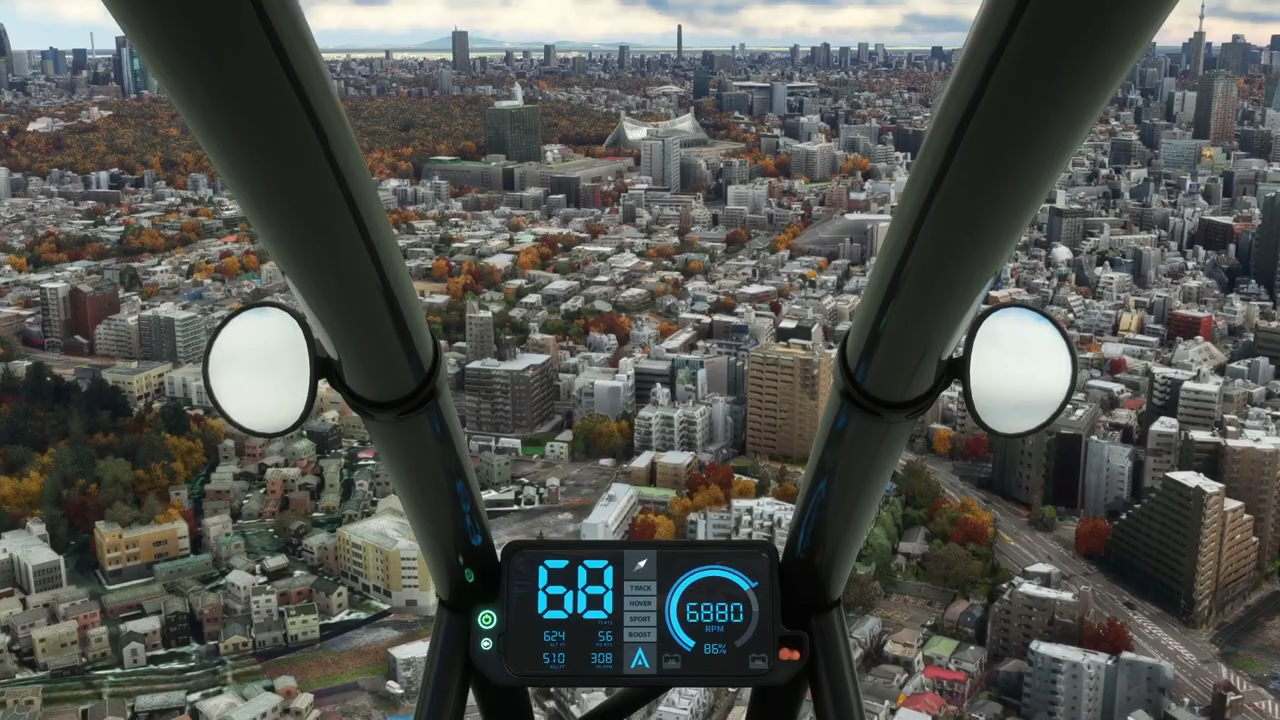 68
624 56
510 308
TRACK
HOVER
SPORT
BOOST
6880
RPM
86%